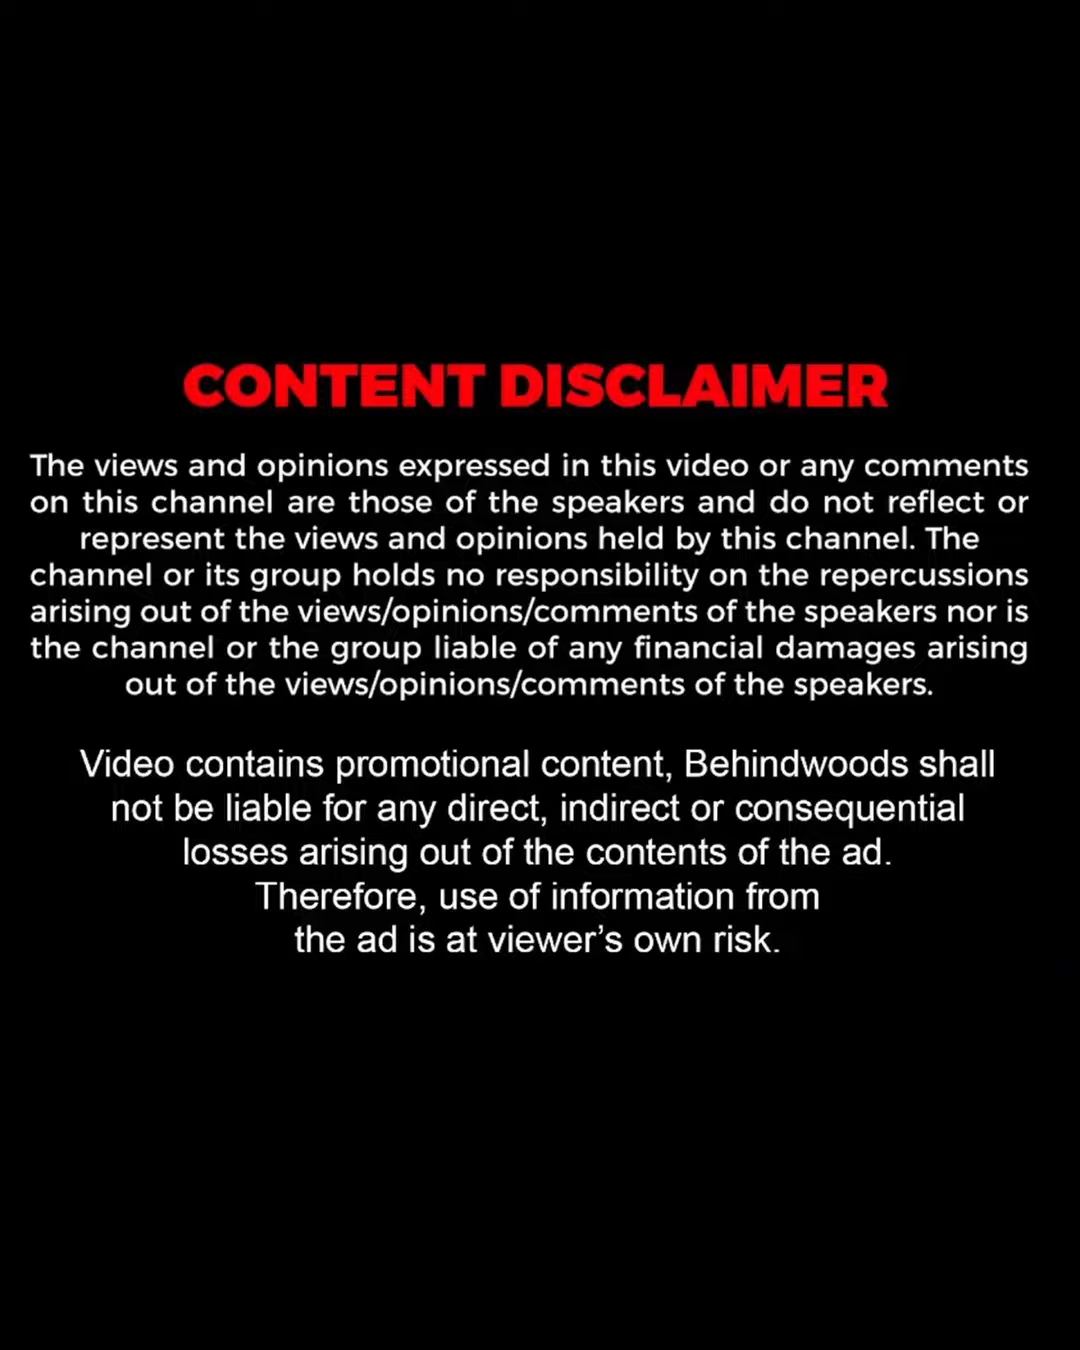 CONTENT DISCLAIMER
The views and opinions expressed in this video or any comments
on this channel are those of the speakers and do not reflect or
represent the views and opinions held by this channel. The
channel or its group holds no responsibility on the repercussions
arising out of the views/opinions/comments of the speakers nor is
the channel or the group liable of any financial damages arising
out of the views/opinions/comments of the speakers.
Video contains promotional content, Behindwoods shall
not be liable for any direct, indirect or consequential
losses arising out of the contents of the ad.
Therefore, use of information from
the ad is at viewer’s own risk.